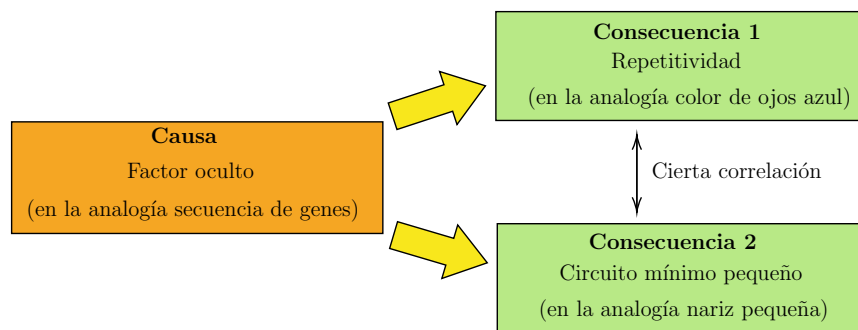 Causa
Factor oculto
(en la analogía secuencia de genes)
Consecuencia 1
Repetitividad
(en la analogía color de ojos azul)
Cierta correlación
Consecuencia 2
Circuito mínimo pequeño
(en la analogía nariz pequeña)